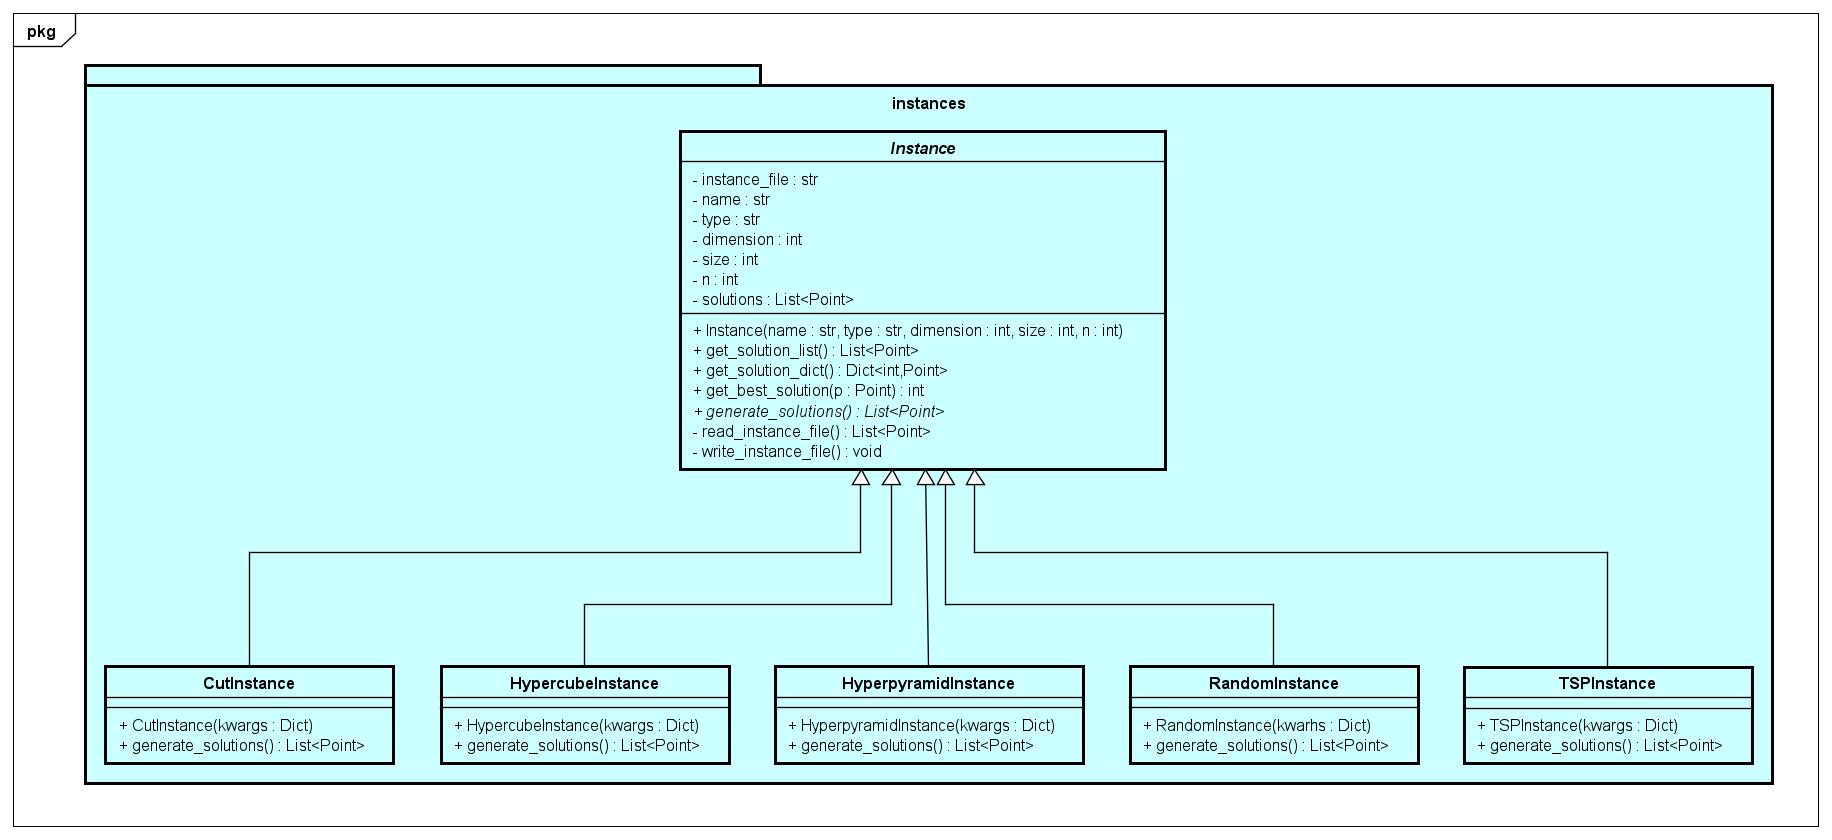 pkg
instances
Instance
- instance_file : str
- name : str
- type : str
- dimension : int
- size : int
- n : int
- solutions : List<Point>
+ Instance(name : str, type : str, dimension : int, size : int, n : int)
+ get_solution_list() : List<Point>
+ get_solution_dict() : Dict<int,Point>
+ get_best_solution(p : Point) : int
+ generate_solutions() : List<Point>
- read_instance_file() : List<Point>
- write_instance_file() : void
CutInstance
+ CutInstance(kwargs : Dict)
+ generate_solutions() : List<Point>
HypercubeInstance
+ HypercubeInstance(kwargs : Dict)
+ generate_solutions() : List<Point>
HyperpyramidInstance
+ HyperpyramidInstance(kwargs : Dict)
+ generate_solutions() : List<Point>
RandomInstance
+ RandomInstance(kwarhs : Dict)
+ generate_solutions() : List<Point>
TSPInstance
+ TSPInstance(kwargs : Dict)
+ generate_solutions() : List<Point>